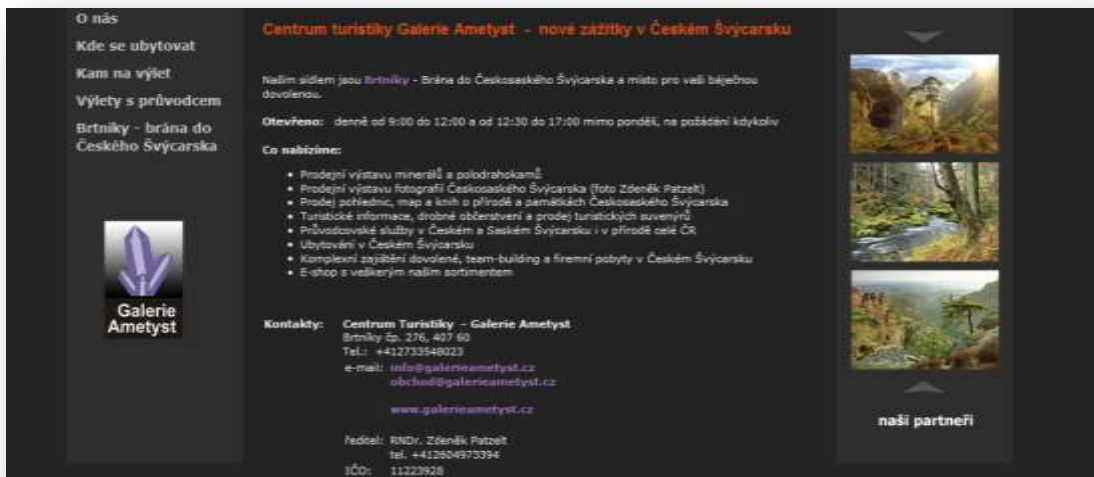 O nás
Kde se ubytovat
Kam na výlet
Výlety s průvodcem
Brtníky - brána do
Českého Švýcarska
Galerie
Ametyst
Centrum turistiky Galerie Ametyst - nové zážitky v Českém Švýcarsku
Naším sídlem jsou Brtníky - Brána do Českosaského Švýcarska a místo pro vaši báječnou
dovolenou.
Otevřeno: denně od 9:00 do 12:00 a od 12:30 do 17:00 mimo pondělí, na požádání kdykoliv
Co nabízíme:
• Prodejní výstavu minerálů a polodrahokamů
• Prodejní výstavu fotografií Českosaského Švýcarska (foto Zdeněk Patzelt)
• Prodej pohlednic, map a knih o přírodě a památkách Českosaského Švýcarska
• Turistické informace, drobné občerstvení a prodej turistických suvenýrů
• Průvodcovské služby v Českém a Saském Švýcarsku i v přírodě celé ČR
• Ubytování v Českém Švýcarsku
• Komplexní zajištění dovolené, team-building a firemní pobyty v Českém Švýcarsku
• E-shop s veškerým naším sortimentem
Kontakty: Centrum Turistiky - Galerie Ametyst
Brtníky čp. 276, 407 60
Tel.: +412733548023
e-mail: info@galerieametyst.cz
obchod@galerieametyst.cz
www.galerieametyst.cz
ředitel: RNDr. Zdeněk Patzelt
tel. +412604973394
IČO: 11223928
naši partneři